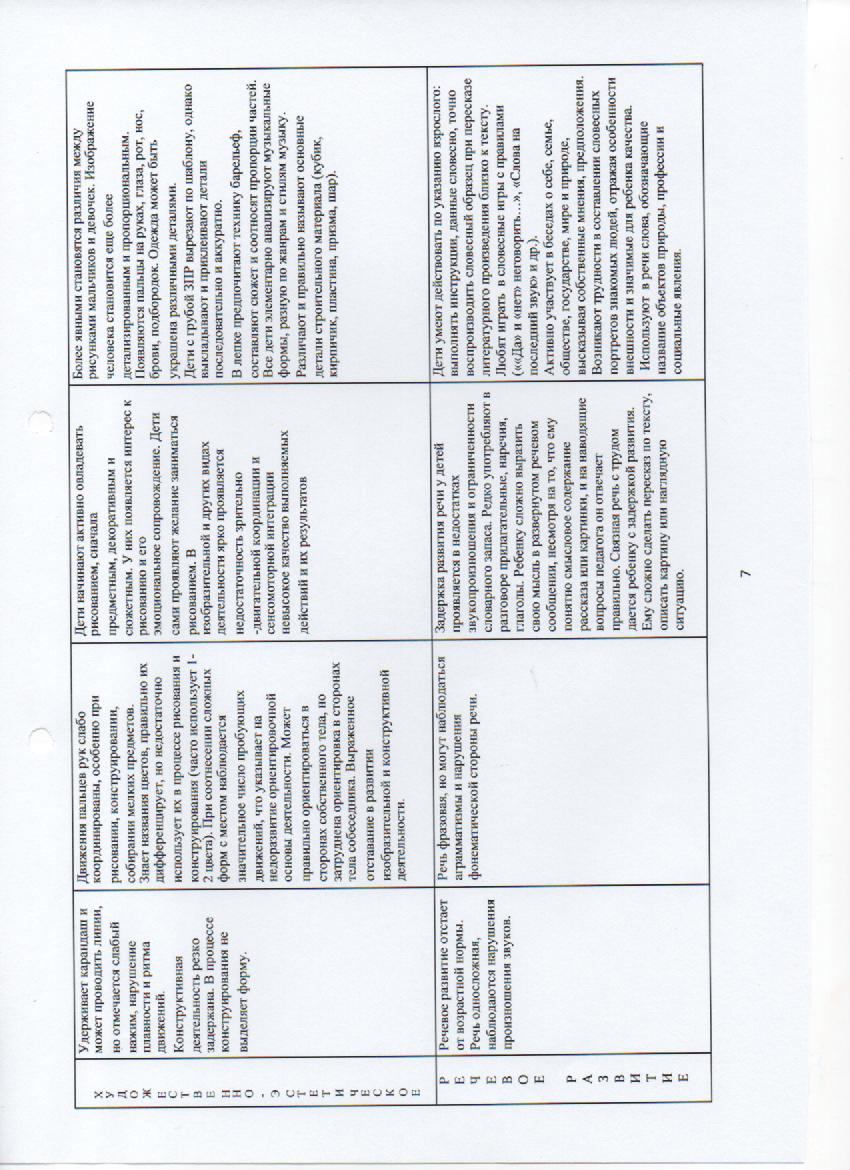 Х
У Д
О Ж
Е С Т
В Е
Н Н О
- Э С
Т Е Т
И Ч
Е С К
О Е
Удерживает карандаш и
может проводить линии,
но отмечается слабый
нажим, нарушение
плавности и ритма
движений.
Конструктивная
деятельность резко
задержана. В процессе
конструирования не
выделяет форму.
Движения пальцев рук слабо
координированы, особенно при
рисовании, конструировании,
собирании мелких предметов.
Знает названия цветов, правильно их
дифференцирует, но недостаточно
использует их в процессе рисования и
конструирования (часто использует 1-
2 цвета). При соотнесении сложных
форм с местом наблюдается
значительное число пробующих
движений, что указывает на
недоразвитие ориентировочной
основы деятельности. Может
правильно ориентироваться в
сторонах собственного тела, но
затруднена ориентировка в сторонах
тела собеседника. Выраженное
отставание в развитии
изобразительной и конструктивной
деятельности.
Дети начинают активно овладевать
рисованием, сначала
предметным, декоративным и
сюжетным. У них появляется интерес к
рисованию и его
эмоциональное сопровождение. Дети
сами проявляют желание заниматься
рисованием. В
изобразительной и других видах
деятельности ярко проявляется
недостаточность зрительно
-двигательной координации и
сенсомоторной интеграции
невысокое качество выполняемых
действий и их результатов
Более явными становятся различия между
рисунками мальчиков и девочек. Изображение
человека становится еще более
детализированным и пропорциональным.
Появляются пальцы на руках, глаза, рот, нос,
брови, подбородок. Одежда может быть
украшена различными деталями.
Дети с грубой ЗПР вырезают по шаблону, однако
выкладывают и приклеивают детали
последовательно и аккуратно.
В лепке предпочитают технику барельеф,
составляют сюжет и соотносят пропорции частей.
Все дети элементарно анализируют музыкальные
формы, разную по жанрам и стилям музыку.
Различают и правильно называют основные
детали строительного материала (кубик,
кирпичик, пластина, призма, шар).
Р
Е Ч
Е В
О Е
Р
А З
В И
Т И
Е
Речевое развитие отстает
от возрастной нормы.
Речь односложная,
наблюдаются нарушения
произношения звуков.
Речь фразовая, но могут наблюдаться
аграмматизмы и нарушения
фонематической стороны речи.
Задержка развития речи у детей
проявляется в недостатках
звукопроизношения и ограниченности
словарного запаса. Редко употребляют в
разговоре прилагательные, наречия,
глаголы. Ребенку сложно выразить
свою мысль в развернутом речевом
сообщении, несмотря на то, что ему
понятно смысловое содержание
рассказа или картинки, и на наводящие
вопросы педагога он отвечает
правильно. Связная речь с трудом
дается ребенку с задержкой развития.
Ему сложно сделать пересказ по тексту,
описать картину или наглядную
ситуацию.
Дети умеют действовать по указанию взрослого:
выполнять инструкции, данные словесно, точно
воспроизводить словесный образец при пересказе
литературного произведения близко к тексту.
Любят играть в словесные игры с правилами
(««Да» и «нет» неговорить…», «Слова на
последний звук» и др.).
Активно участвует в беседах о себе, семье,
обществе, государстве, мире и природе,
высказывая собственные мнения, предположения.
Возникают трудности в составлении словесных
портретов знакомых людей, отражая особенности
внешности и значимые для ребенка качества.
Используют в речи слова, обозначающие
название объектов природы, профессии и
социальные явления.
7